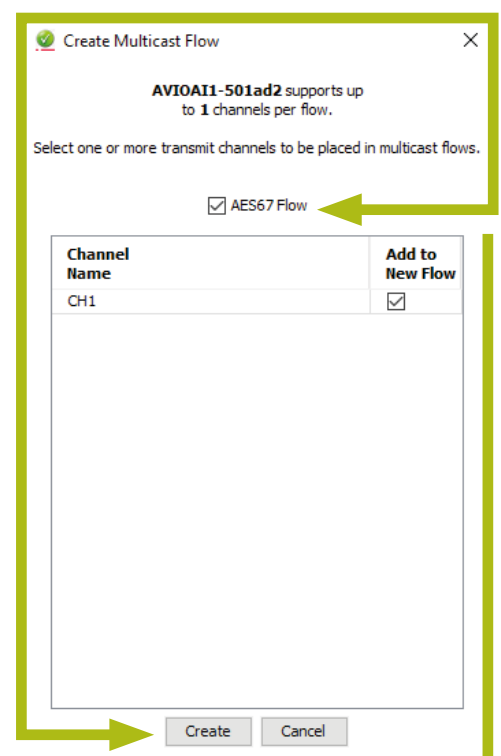 Create Multicast Flow
AVIOAI1-501ad2 supports up
to 1 channels per flow.
Select one or more transmit channels to be placed in multicast flows.
AES67 Flow
Channel Name
Add to New Flow
CH1
Create
Cancel